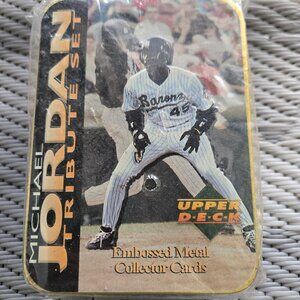 MICHAEL
JORDAN
TRIBUTE SET
Barons
45
UPPER
DECK
Embossed Metal
Collector Cards